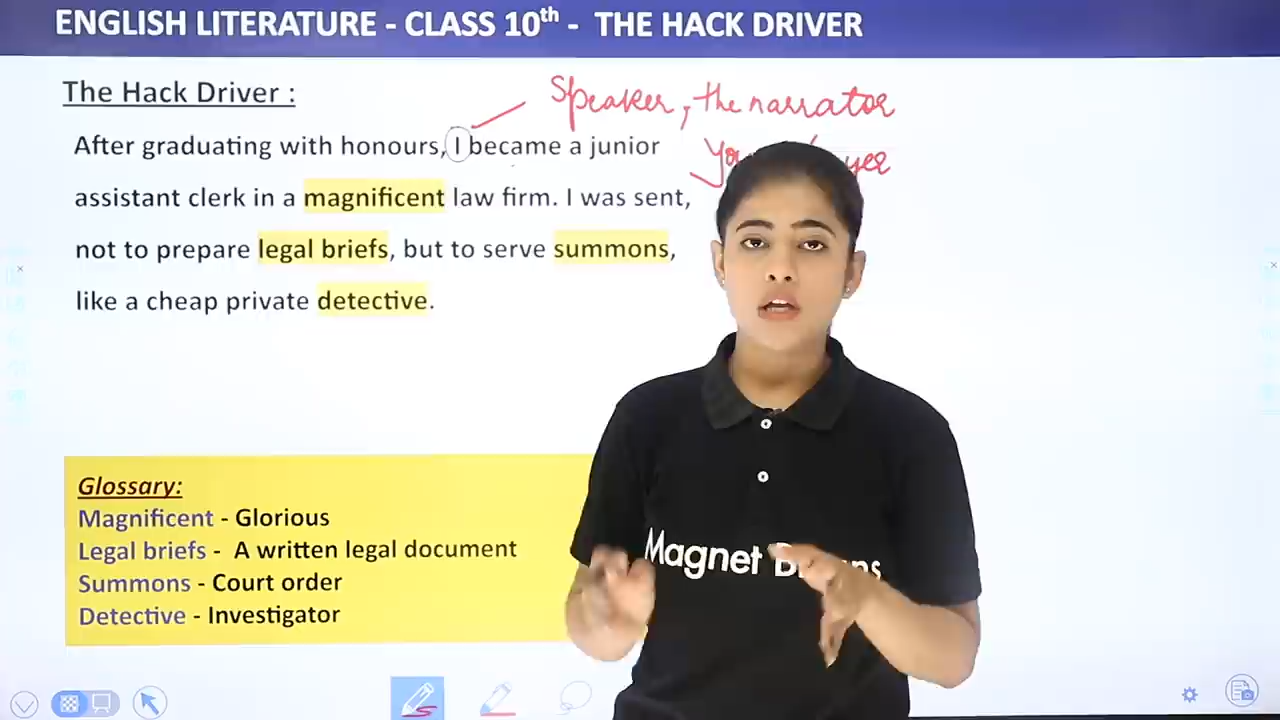 ENGLISH LITERATURE - CLASS 10th - THE HACK DRIVER
The Hack Driver :
Speaker, the narrator
After graduating with honours, I became a junior
assistant clerk in a magnificent law firm. I was sent,
not to prepare legal briefs, but to serve summons,
like a cheap private detective.
Glossary:
Magnificent - Glorious
Legal briefs - A written legal document
Summons - Court order
Detective - Investigator
Magnet